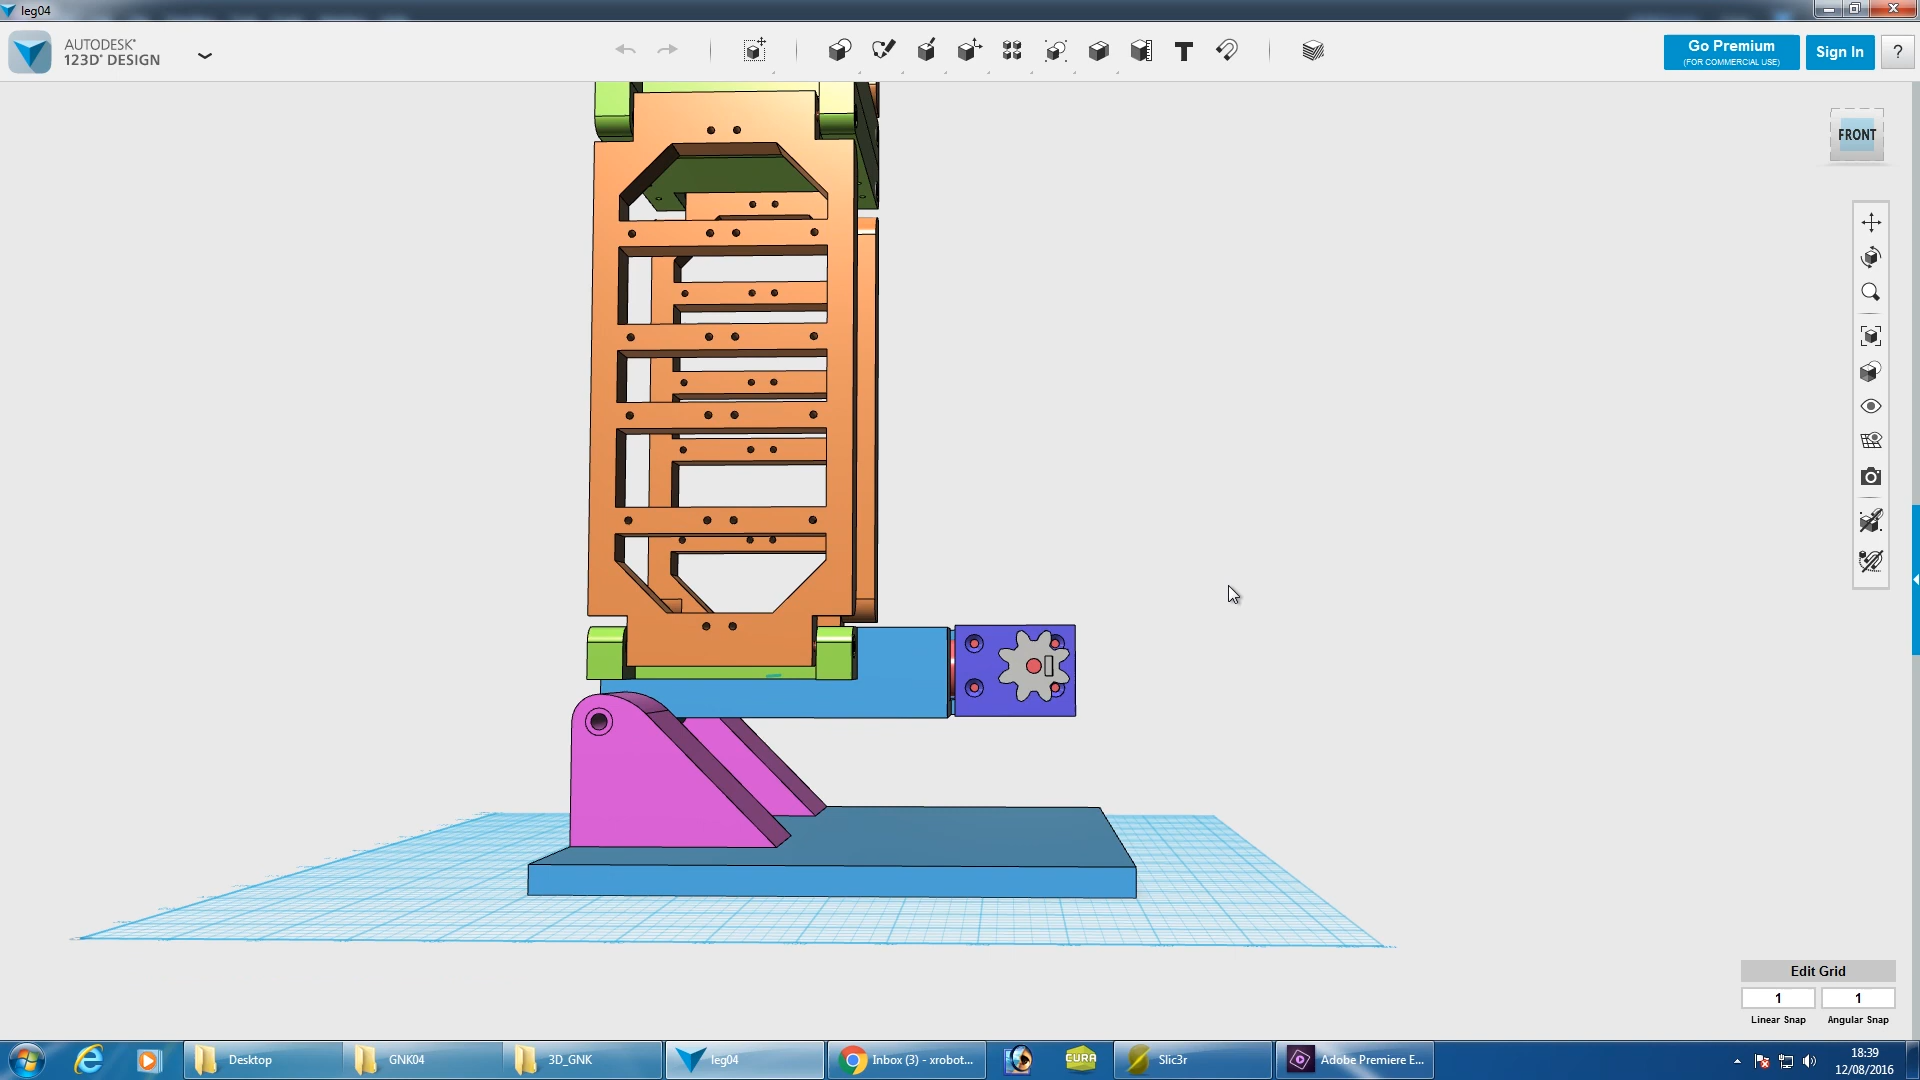 leg04
AUTODESK®
123D® DESIGN
Go Premium
(FOR COMMERCIAL USE)
Sign In
?
FRONT
Edit Grid
1
1
Linear Snap
Angular Snap
Desktop
GNK04
3D_GNK
leg04
Inbox (3) - xrobot...
CURA
Slic3r
Adobe Premiere E...
18:39
12/08/2016